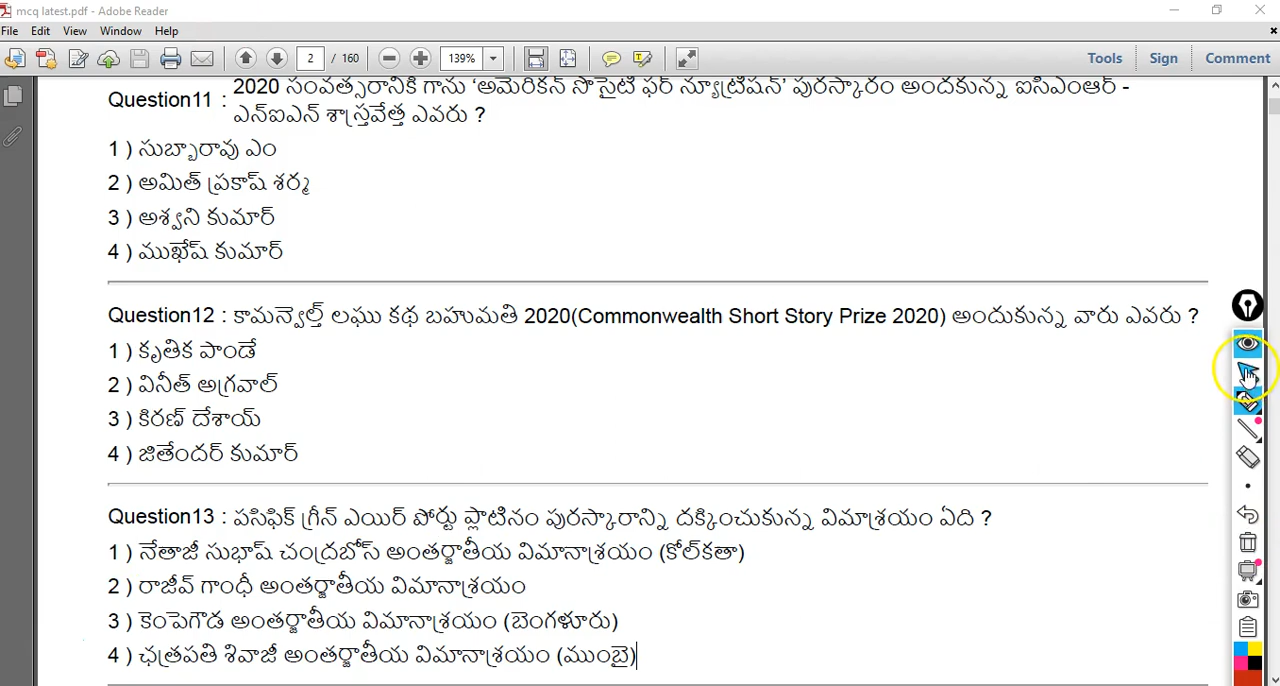 mcq latest.pdf - Adobe Reader
File Edit View Window Help
2 / 160 139% Tools Sign Comment
Question11 : 2020 సంవత్సరానికి గాను 'అమెరికన్ సొసైటీ ఫర్ న్యూట్రిషన్' పురస్కారం అందకున్న ఐసిఎంఆర్ -
ఎన్ఐఎన్ శాస్త్రవేత్త ఎవరు ?
1 ) సుబ్బారావు ఎం
2 ) అమిత్ ప్రకాష్ శర్మ
3 ) అశ్వని కుమార్
4 ) ముఖేష్ కుమార్
Question12 : కామన్వెల్త్ లఘు కథ బహుమతి 2020(Commonwealth Short Story Prize 2020) అందుకున్న వారు ఎవరు ?
1 ) కృతిక పాండే
2 ) వినీత్ అగ్రవాల్
3 ) కిరణ్ దేశాయ్
4 ) జితేందర్ కుమార్
Question13 : పసిఫిక్ గ్రీన్ ఎయిర్ పోర్టు ప్లాటినం పురస్కారాన్ని దక్కించుకున్న విమాశ్రయం ఏది ?
1 ) నేతాజీ సుభాష్ చంద్రబోస్ అంతర్జాతీయ విమానాశ్రయం (కోల్‌కతా)
2 ) రాజీవ్ గాంధీ అంతర్జాతీయ విమానాశ్రయం
3 ) కెంపెగౌడ అంతర్జాతీయ విమానాశ్రయం (బెంగళూరు)
4 ) ఛత్రపతి శివాజీ అంతర్జాతీయ విమానాశ్రయం (ముంబై)